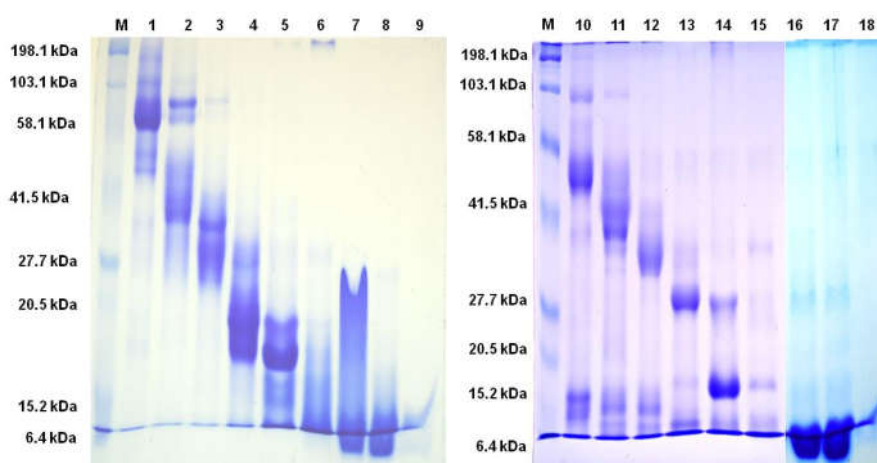 M 1 2 3 4 5 6 7 8 9
198.1 kDa
103.1 kDa
58.1 kDa
41.5 kDa
27.7 kDa
20.5 kDa
15.2 kDa
6.4 kDa
M 10 11 12 13 14 15 16 17 18
198.1 kDa
103.1 kDa
58.1 kDa
41.5 kDa
27.7 kDa
20.5 kDa
15.2 kDa
6.4 kDa